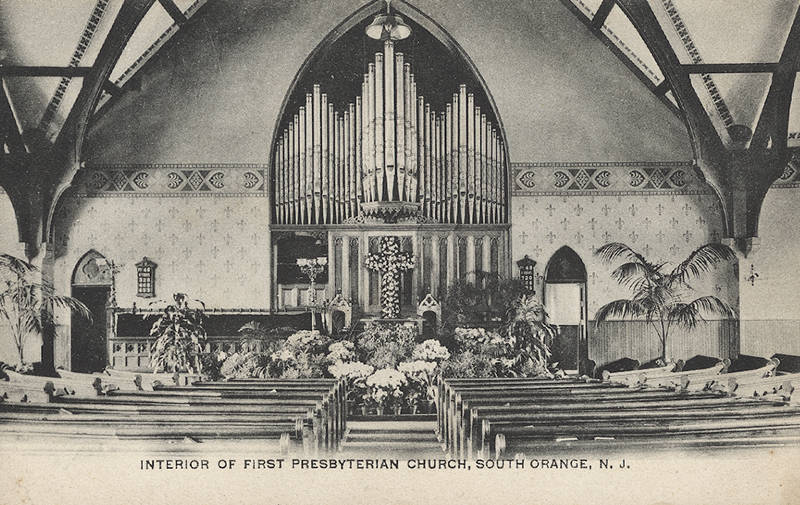 INTERIOR OF FIRST PRESBYTERIAN CHURCH, SOUTH ORANGE, N. J.